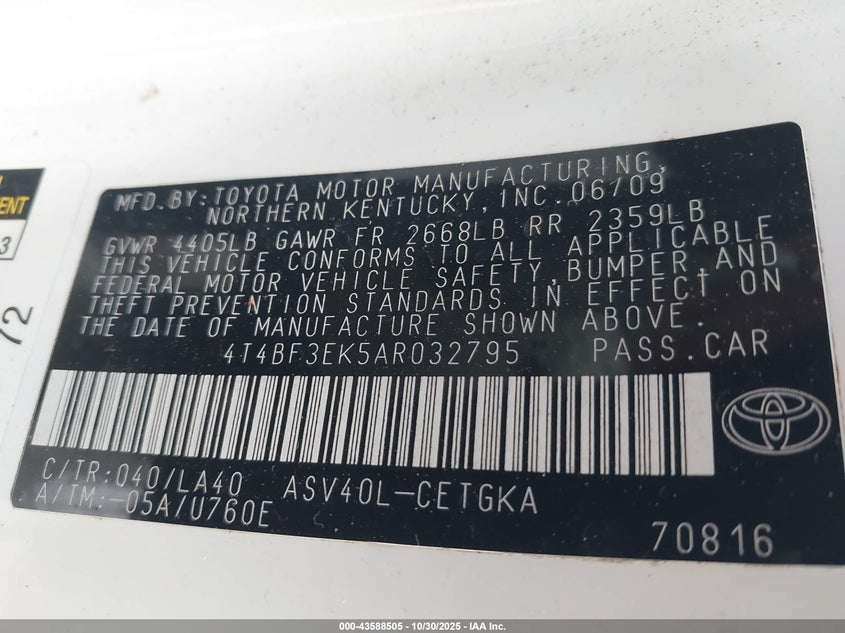 MFD.BY:TOYOTA MOTOR MANUFACTURING,
NORTHERN KENTUCKY,INC.06/09
GVWR 4405LB GAWR FR 2668LB RR 2359LB
THIS VEHICLE CONFORMS TO ALL APPLICABLE
FEDERAL MOTOR VEHICLE SAFETY,BUMPER,AND
THEFT PREVENTION STANDARDS IN EFFECT ON
THE DATE OF MANUFACTURE SHOWN ABOVE.
4T4BF3EK5AR032795 PASS.CAR
C/TR:040/LA40 ASV40L-CETGKA
A/TM:-05A/U760E
70816
3
72
000-43588505 - 10/30/2025 - IAA Inc.